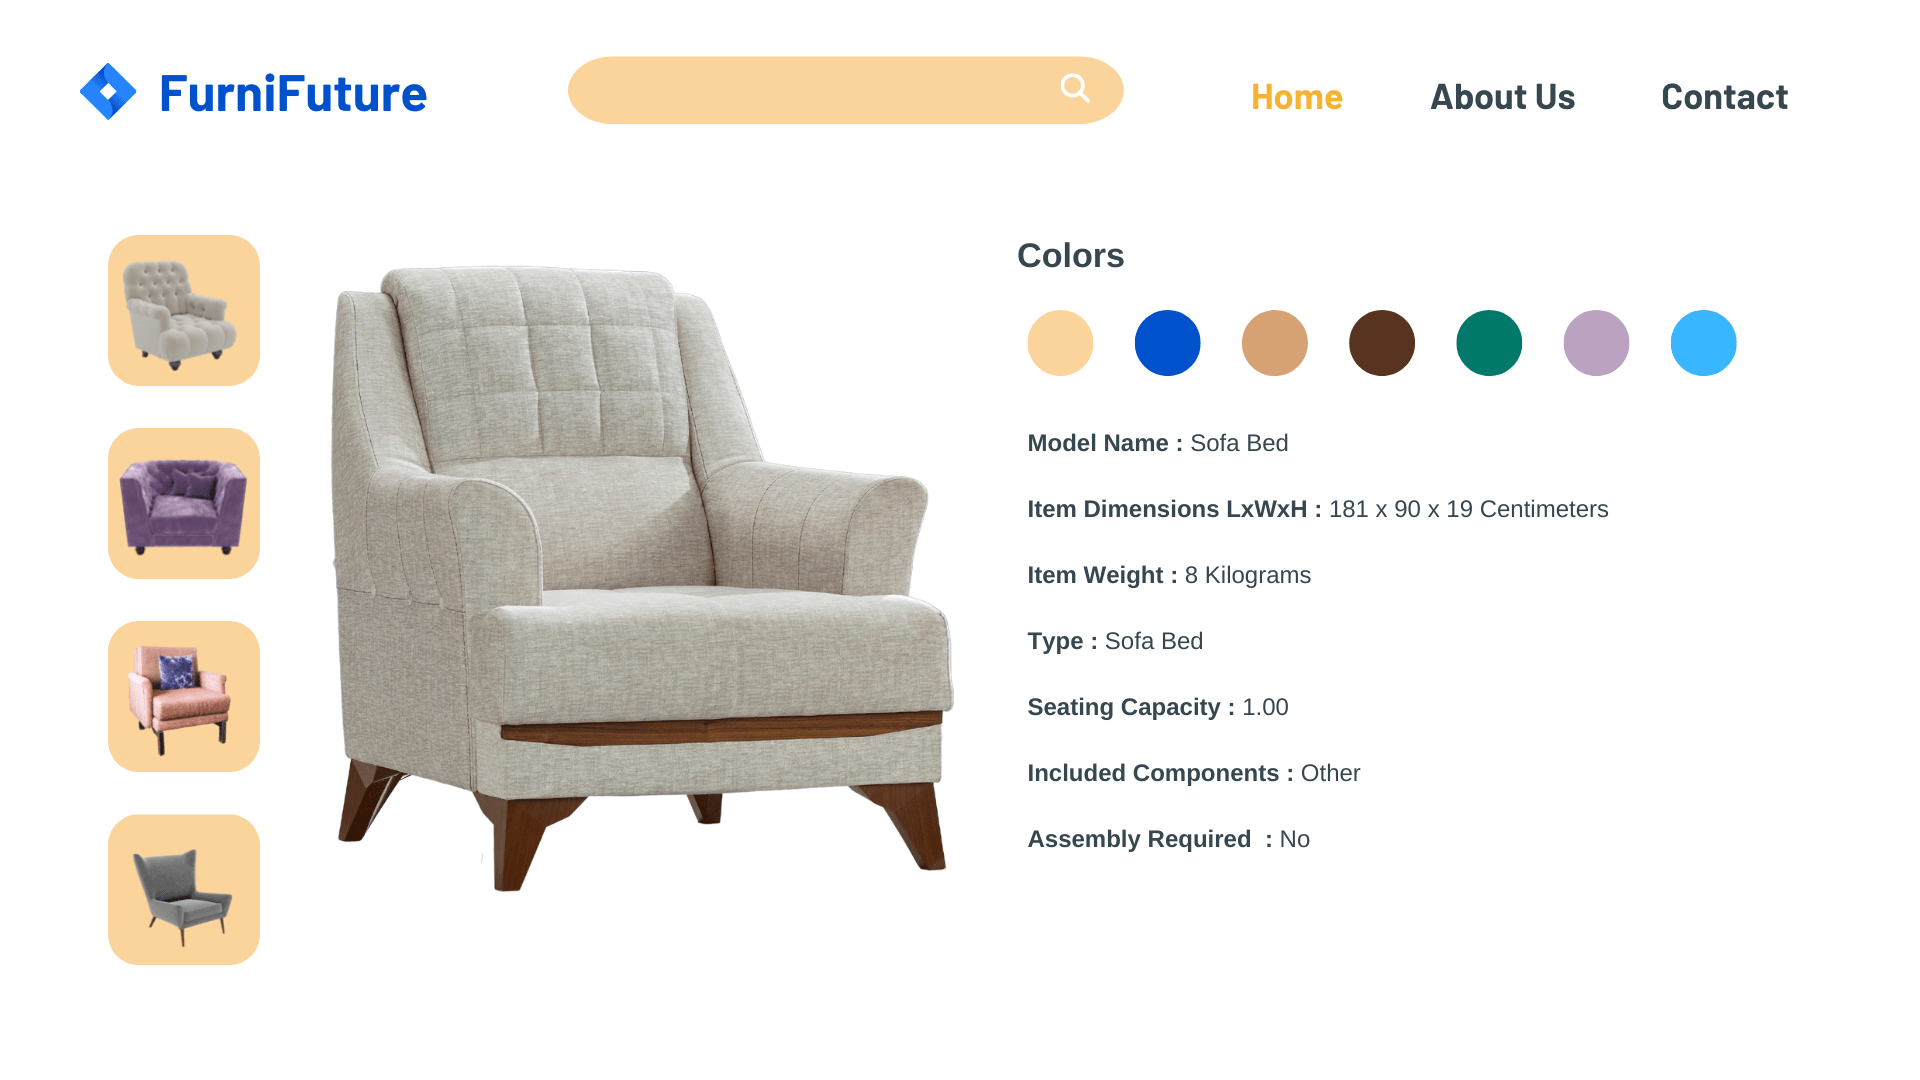 FurniFuture
Home
About Us
Contact
Colors
Model Name : Sofa Bed
Item Dimensions LxWxH : 181 x 90 x 19 Centimeters
Item Weight : 8 Kilograms
Type : Sofa Bed
Seating Capacity : 1.00
Included Components : Other
Assembly Required  : No